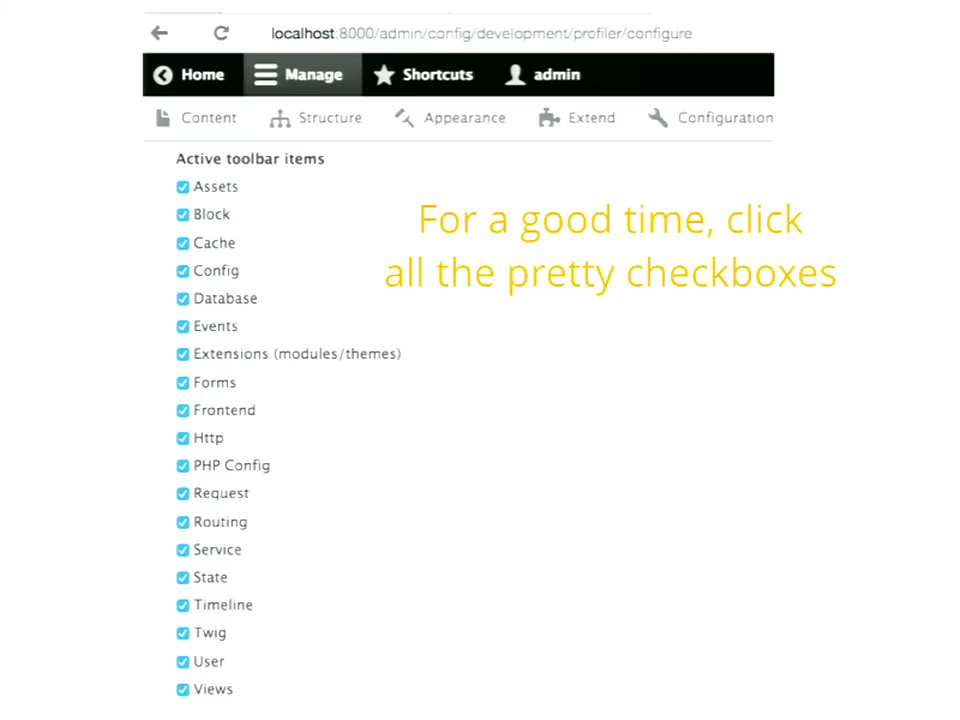 localhost:8000/admin/config/development/profiler/configure
Home Manage Shortcuts admin
Content Structure Appearance Extend Configuration
Active toolbar items
Assets
Block
Cache
Config
Database
Events
Extensions (modules/themes)
Forms
Frontend
Http
PHP Config
Request
Routing
Service
State
Timeline
Twig
User
Views
For a good time, click
all the pretty checkboxes